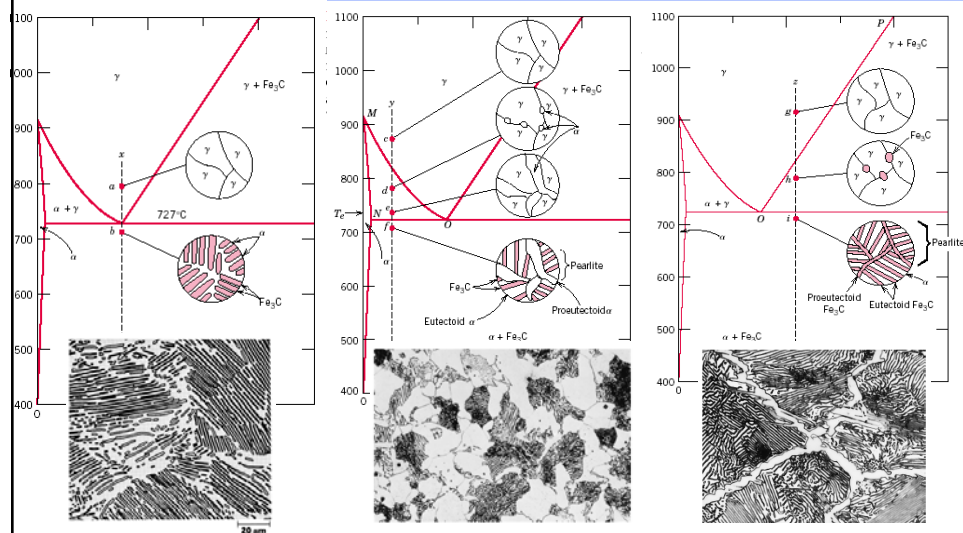 1100
1000
900
800
700
600
500
400
0
γ
γ + Fe₃C
x
a
γ γ
γ γ
α + γ
727°C
b
α
α
Fe₃C
20 μm
1100
1000
900
800
700
600
500
400
0
γ
γ + Fe₃C
M
y
c
γ γ
γ γ
d
γ γ
γ γ
α
e
γ γ
γ γ
Tₑ
N
O
f
α
Pearlite
Fe₃C
Eutectoid α
Proeutectoid α
α + Fe₃C
1100
1000
900
800
700
600
500
400
0
P
γ
γ + Fe₃C
z
g
γ γ
γ γ
Fe₃C
h
γ γ
γ γ
α + γ
O
i
α
Pearlite
α
Proeutectoid
Fe₃C
Eutectoid Fe₃C
α + Fe₃C